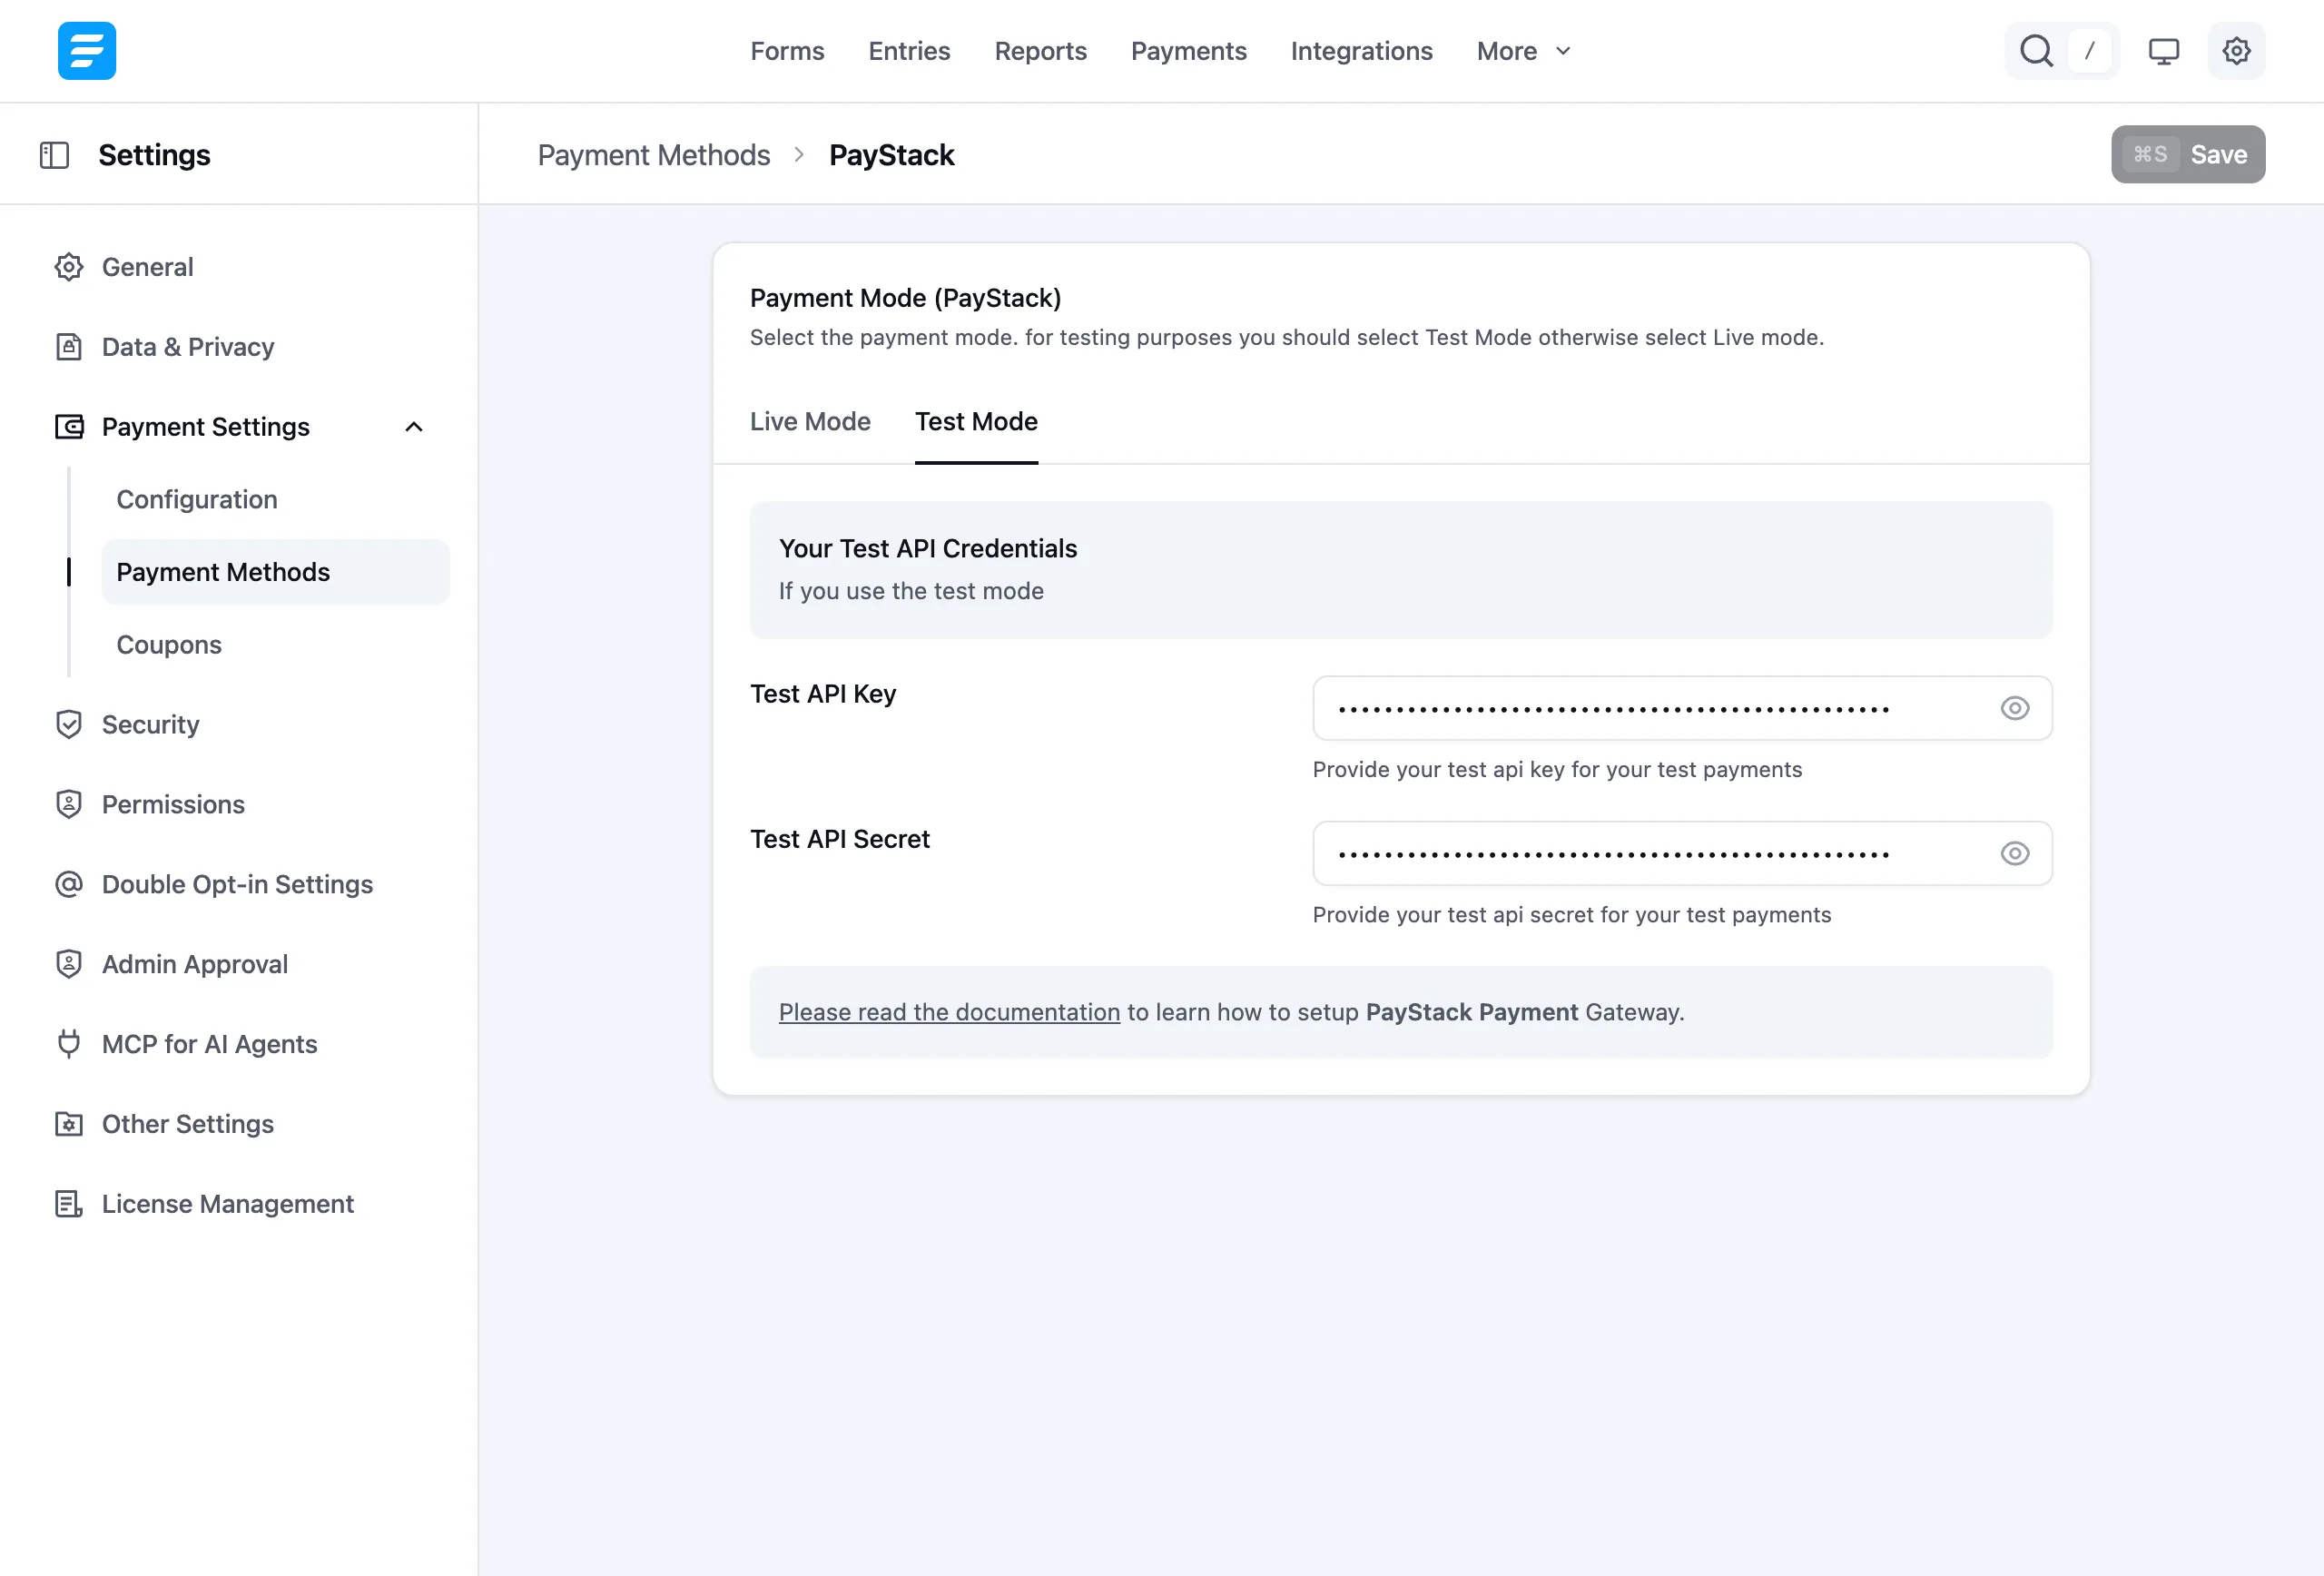 Forms Entries Reports Payments Integrations More /
Settings
Payment Methods > PayStack
⌘S Save
General
Data & Privacy
Payment Settings
Configuration
Payment Methods
Coupons
Security
Permissions
Double Opt-in Settings
Admin Approval
MCP for AI Agents
Other Settings
License Management
Payment Mode (PayStack)
Select the payment mode. for testing purposes you should select Test Mode otherwise select Live mode.
Live Mode Test Mode
Your Test API Credentials
If you use the test mode
Test API Key
Provide your test api key for your test payments
Test API Secret
Provide your test api secret for your test payments
Please read the documentation to learn how to setup PayStack Payment Gateway.